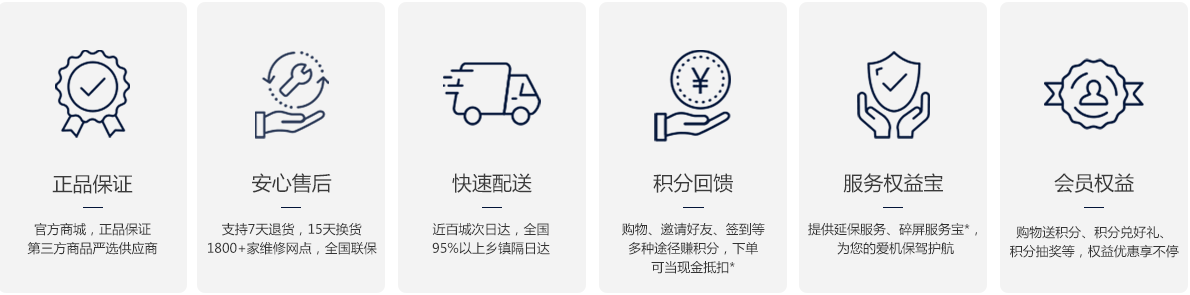 正品保证
官方商城，正品保证
第三方商品严选供应商
安心售后
支持7天退货，15天换货
1800+家维修网点，全国联保
快速配送
近百城次日达，全国
95%以上乡镇隔日达
¥
积分回馈
购物、邀请好友、签到等
多种途径赚积分，下单
可当现金抵扣*
服务权益宝
提供延保服务、碎屏服务宝*，
为您的爱机保驾护航
会员权益
购物送积分、积分兑好礼、
积分抽奖等，权益优惠享不停